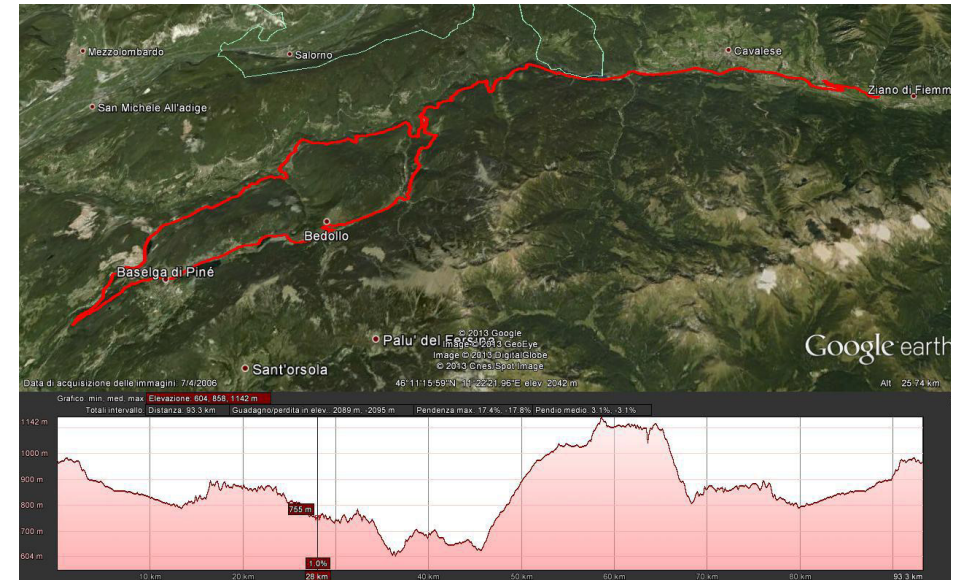 Mezzolombardo
Salorno
Cavalese
Ziano di Fiemm
San Michele All'adige
Bedollo
Baselga di Piné
Palu' del Fersina
Sant'orsola
© 2013 Google
Image © 2013 GeoEye
Image © 2013 DigitalGlobe
© 2013 Cnes/Spot Image
Google earth
Data di acquisizione delle immagini: 7/4/2006
46°11'15.59"N 11°22'21.96"E elev 2042 m
Alt 25.74 km
Grafico: min, med, max Elevazione: 604, 858, 1142 m
Totali intervallo: Distanza: 93.3 km Guadagno/perdita in elev.: 2089 m, -2095 m Pendenza max: 17.4%, -17.8% Pendio medio: 3.1%, -3.1%
1142 m
1000 m
900 m
800 m
755 m
700 m
604 m
1.0%
10 km 20 km 28 km 40 km 50 km 60 km 70 km 80 km 93.3 km